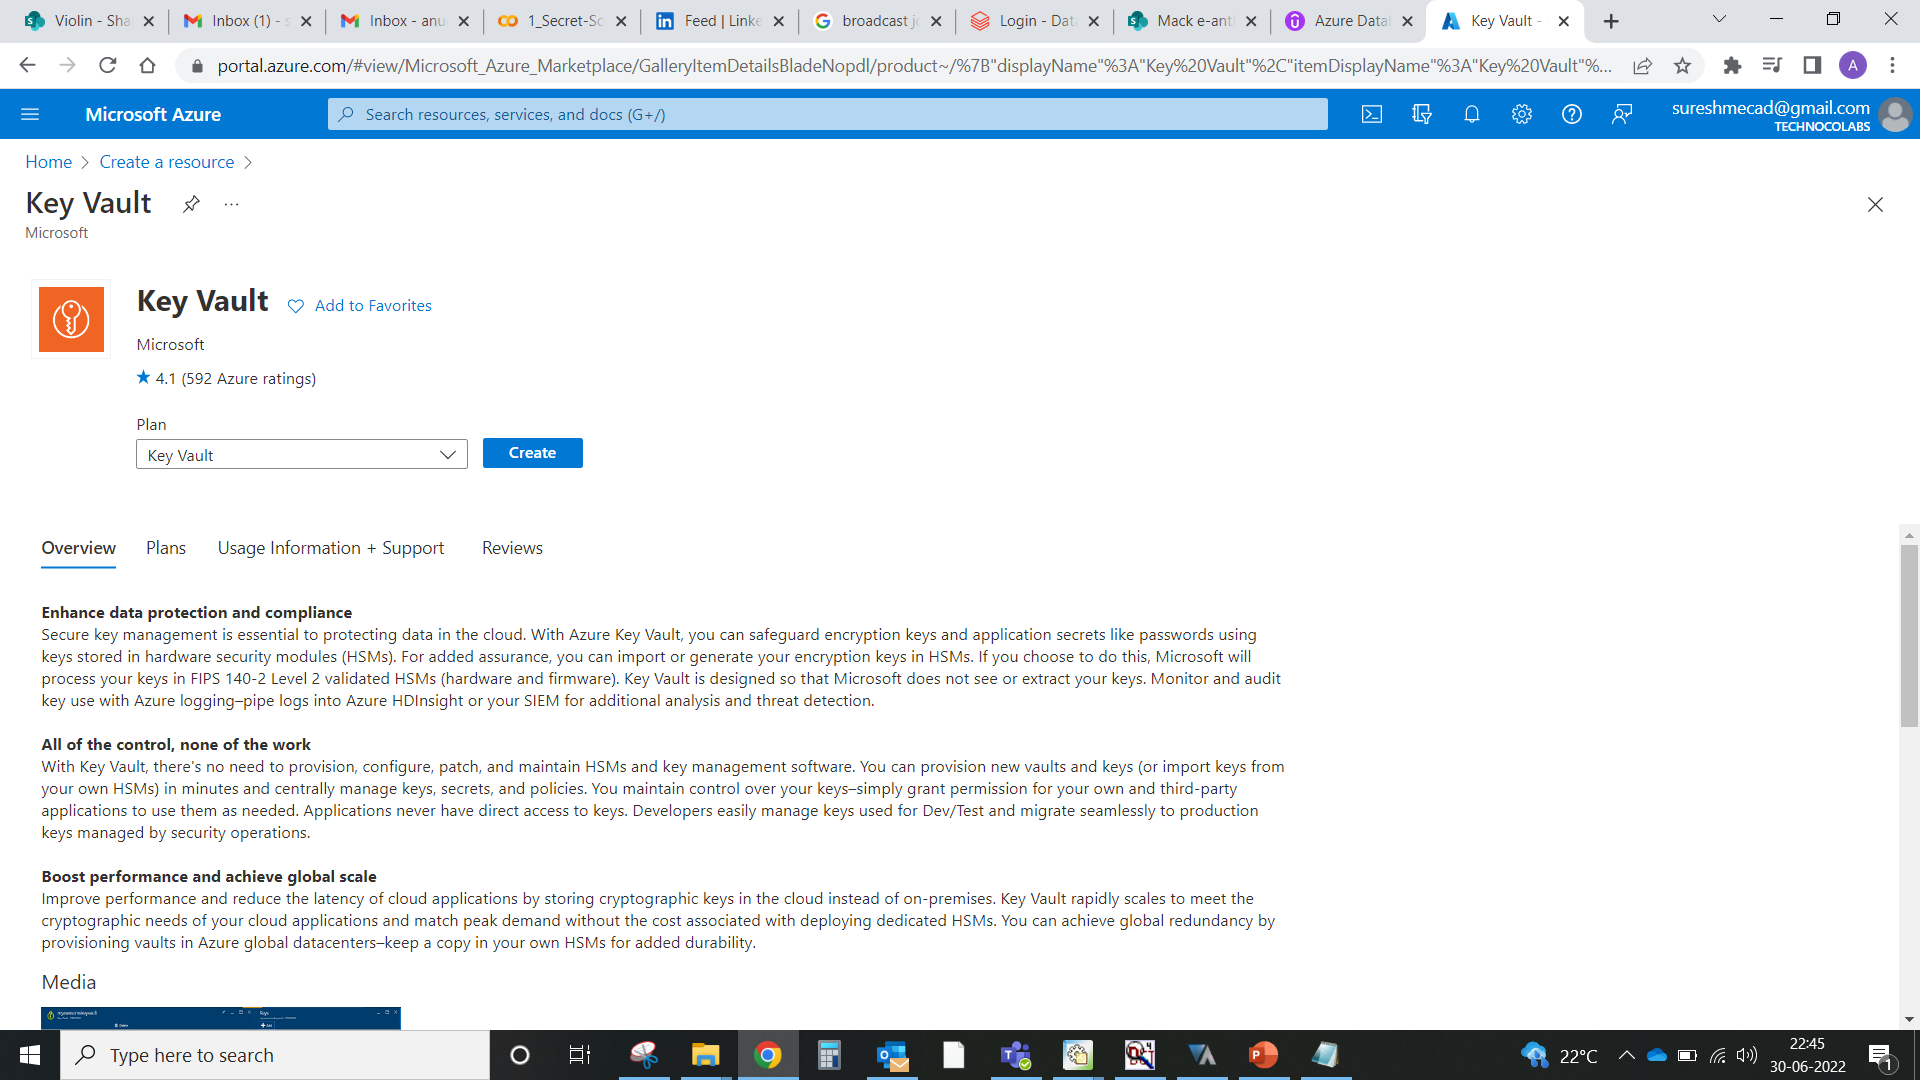 Violin - Sha
Inbox (1) - s
Inbox - anu
1_Secret-Sc
Feed | Linke
broadcast jo
Login - Data
Mack e-anth
Azure Datab
Key Vault -
portal.azure.com/#view/Microsoft_Azure_Marketplace/GalleryItemDetailsBladeNopdl/product~/%7B"displayName"%3A"Key%20Vault"%2C"itemDisplayName"%3A"Key%20Vault"%...
A
Microsoft Azure
Search resources, services, and docs (G+/)
sureshmecad@gmail.com
TECHNOCOLABS
Home > Create a resource >
Key Vault
...
Microsoft
Key Vault
Add to Favorites
Microsoft
4.1 (592 Azure ratings)
Plan
Key Vault
Create
Overview
Plans
Usage Information + Support
Reviews
Enhance data protection and compliance
Secure key management is essential to protecting data in the cloud. With Azure Key Vault, you can safeguard encryption keys and application secrets like passwords using
keys stored in hardware security modules (HSMs). For added assurance, you can import or generate your encryption keys in HSMs. If you choose to do this, Microsoft will
process your keys in FIPS 140-2 Level 2 validated HSMs (hardware and firmware). Key Vault is designed so that Microsoft does not see or extract your keys. Monitor and audit
key use with Azure logging–pipe logs into Azure HDInsight or your SIEM for additional analysis and threat detection.
All of the control, none of the work
With Key Vault, there's no need to provision, configure, patch, and maintain HSMs and key management software. You can provision new vaults and keys (or import keys from
your own HSMs) in minutes and centrally manage keys, secrets, and policies. You maintain control over your keys–simply grant permission for your own and third-party
applications to use them as needed. Applications never have direct access to keys. Developers easily manage keys used for Dev/Test and migrate seamlessly to production
keys managed by security operations.
Boost performance and achieve global scale
Improve performance and reduce the latency of cloud applications by storing cryptographic keys in the cloud instead of on-premises. Key Vault rapidly scales to meet the
cryptographic needs of your cloud applications and match peak demand without the cost associated with deploying dedicated HSMs. You can achieve global redundancy by
provisioning vaults in Azure global datacenters–keep a copy in your own HSMs for added durability.
Media
Keys
Add
Type here to search
22°C
22:45
30-06-2022
1